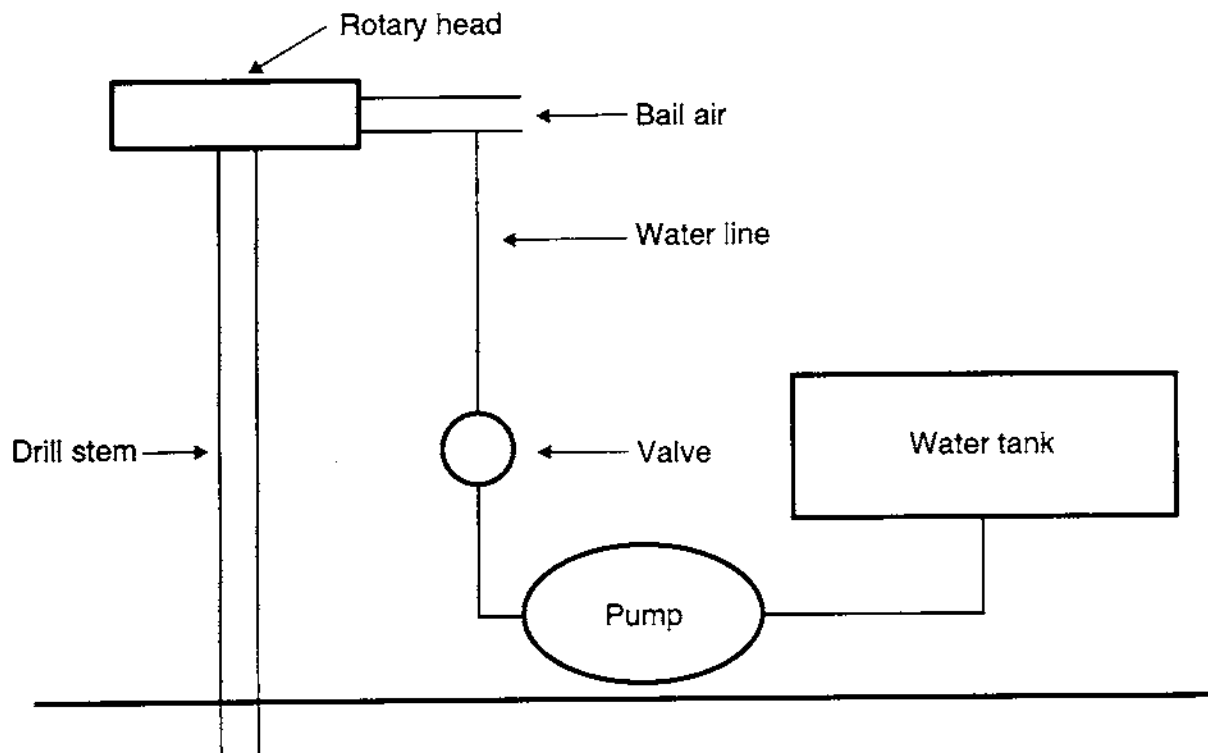 Rotary head
Bail air
Water line
Drill stem
Valve
Water tank
Pump